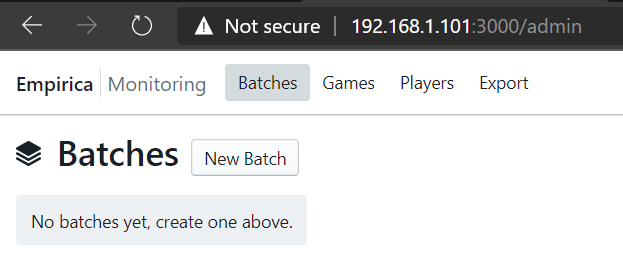 Not secure | 192.168.1.101:3000/admin
Empirica Monitoring Batches Games Players Export
Batches New Batch
No batches yet, create one above.